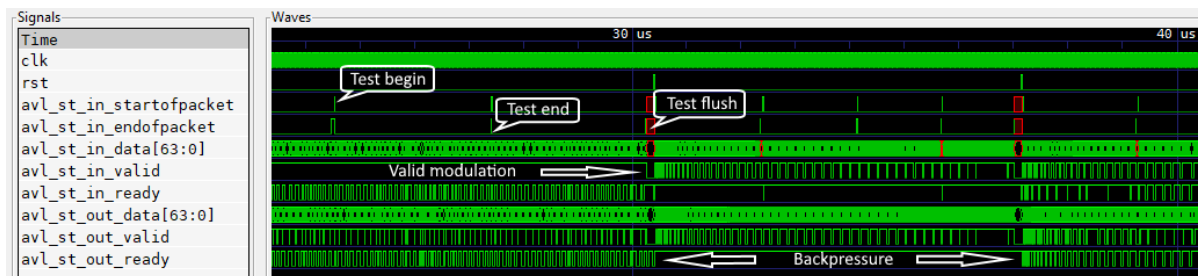 Signals
Time
clk
rst
avl_st_in_startofpacket
avl_st_in_endofpacket
avl_st_in_data[63:0]
avl_st_in_valid
avl_st_in_ready
avl_st_out_data[63:0]
avl_st_out_valid
avl_st_out_ready
Waves
30 us
40 us
Test begin
Test end
Test flush
Valid modulation
Backpressure